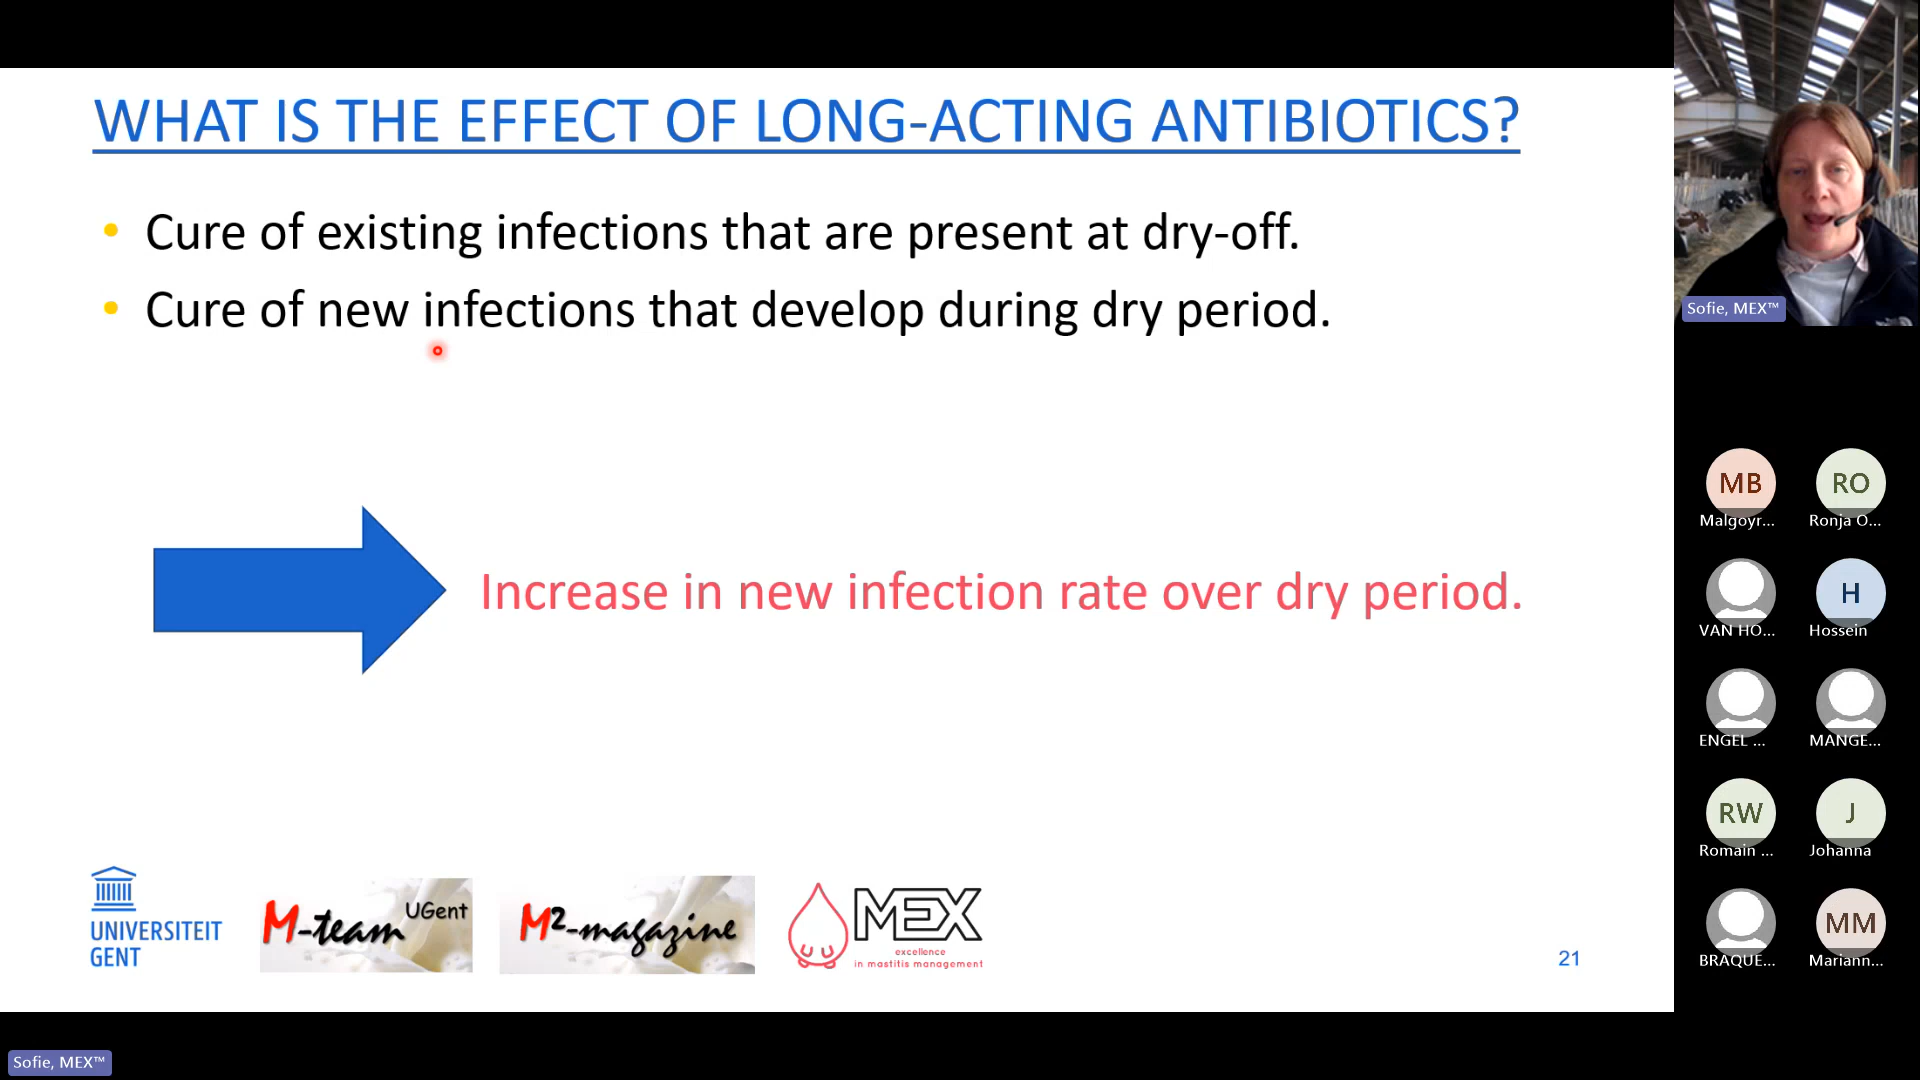 WHAT IS THE EFFECT OF LONG-ACTING ANTIBIOTICS?
• Cure of existing infections that are present at dry-off.
• Cure of new infections that develop during dry period.
Increase in new infection rate over dry period.
UNIVERSITEIT
GENT
M-team UGent
M²-magazine
MEX
excellence
in mastitis management
21
Sofie, MEX™
MB
Malgoyr...
RO
Ronja O...
VAN HO...
H
Hossein
ENGEL ...
MANGE...
RW
Romain ...
J
Johanna
BRAQUE...
MM
Mariann...
Sofie, MEX™